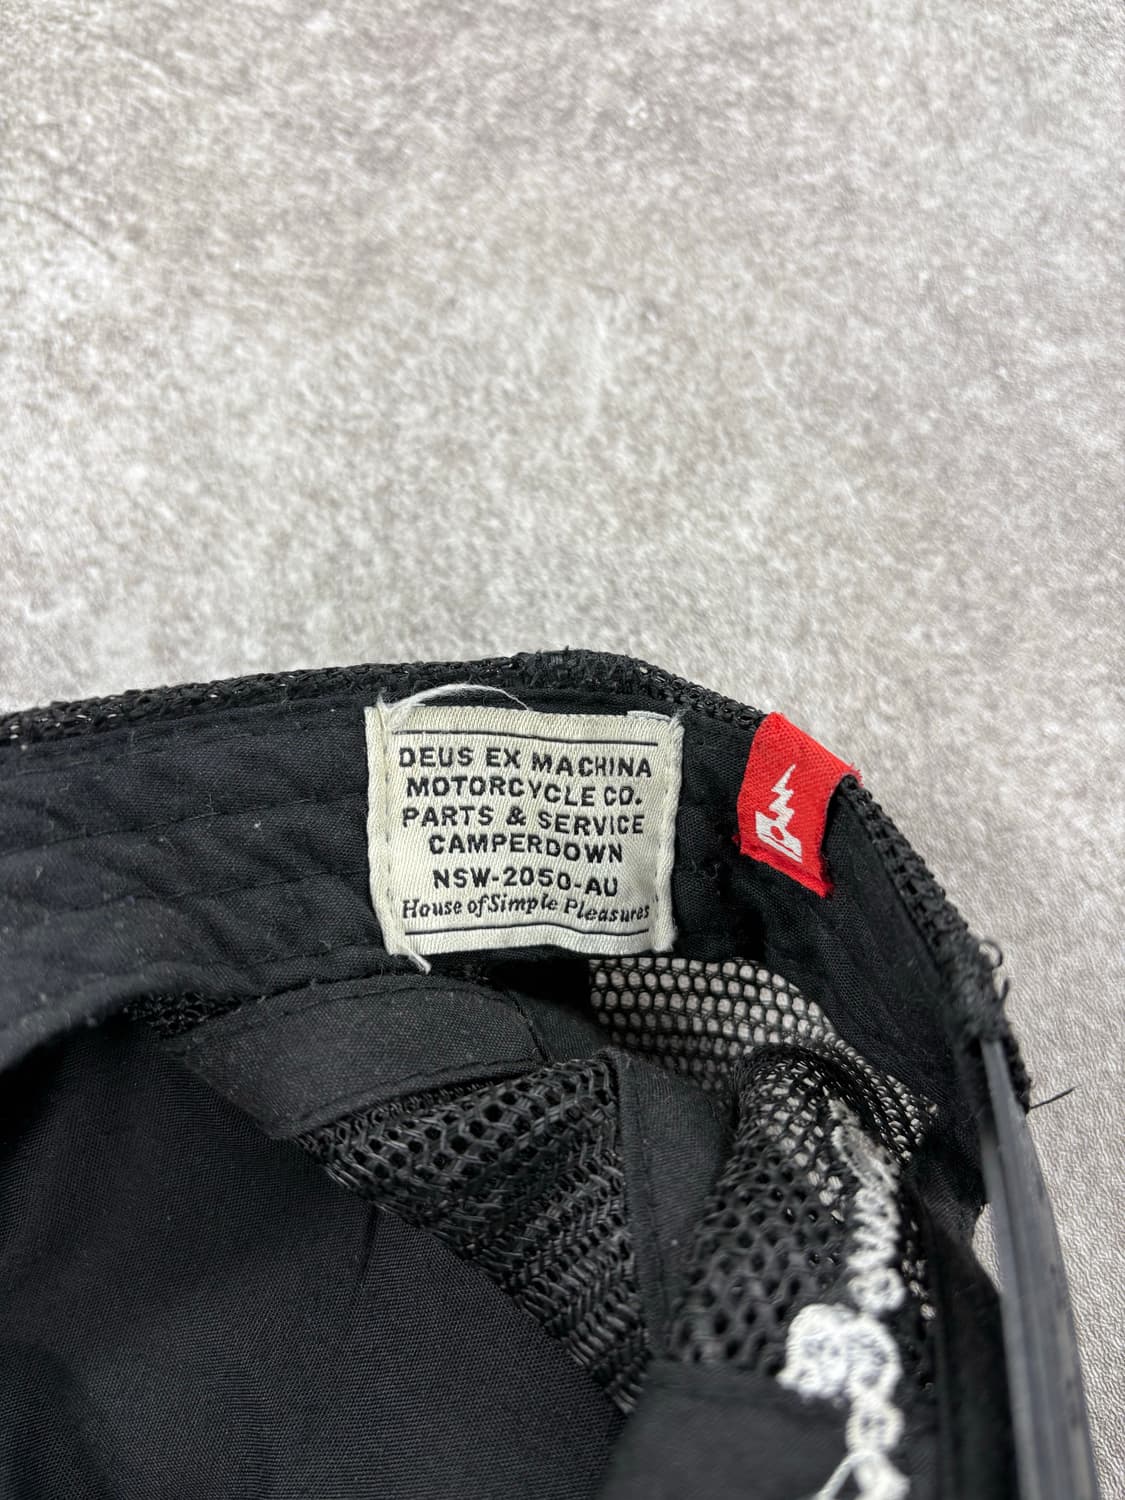 DEUS EX MACHINA
MOTORCYCLE CO.
PARTS & SERVICE
CAMPERDOWN
NSW-2050-AU
House of Simple Pleasures